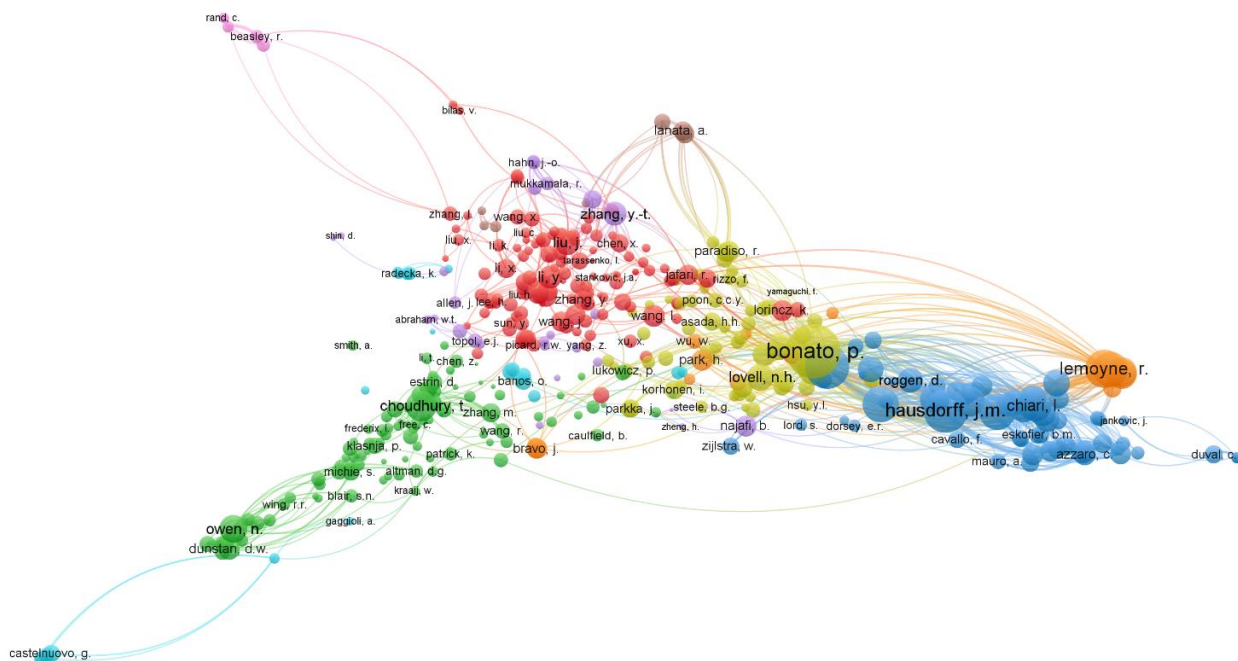 rand, c.
beasley, r.
bilas, v.
lanata, a.
hahn, j.-o.
mukkamala, r.
zhang, l.
wang, x.
zhang, y.-t.
liu, c.
liu, x.
li, k.
liu, j.
chen, x.
shin, d.
tarassenko, l.
paradiso, r.
radecka, k.
li, x.
li, y.
stankovic, j.a.
jafari, r.
rizzo, f.
yamaguchi, t.
allen, j.
lee, h.
liu, h.
zhang, y.
poon, c.c.y.
lorincz, k.
abraham, w.t.
sun, y.
wang, j.
wang, l.
asada, h.h.
topol, e.j.
picard, r.w.
yang, z.
xu, x.
wu, w.
smith, a.
li, t.
chen, z.
lukowicz, p.
park, h.
bonato, p.
lemoyne, r.
estrin, d.
banos, o.
korhonen, i.
lovell, n.h.
roggen, d.
choudhury, t.
zhang, m.
parkka, j.
steele, b.g.
hausdorff, j.m.
chiari, l.
frederix, i.
free, c.
wang, r.
caulfield, b.
zheng, h.
najafi, b.
hsu, y.l.
lord, s.
dorsey, e.r.
jankovic, j.
klasnja, p.
patrick, k.
bravo, j.
zijlstra, w.
cavallo, f.
eskofier, b.m.
michie, s.
altman, d.g.
mauro, a.
azzaro, c.
duval, c.
kraaij, w.
blair, s.n.
wing, r.r.
gaggioli, a.
owen, n.
dunstan, d.w.
castelnuovo, g.